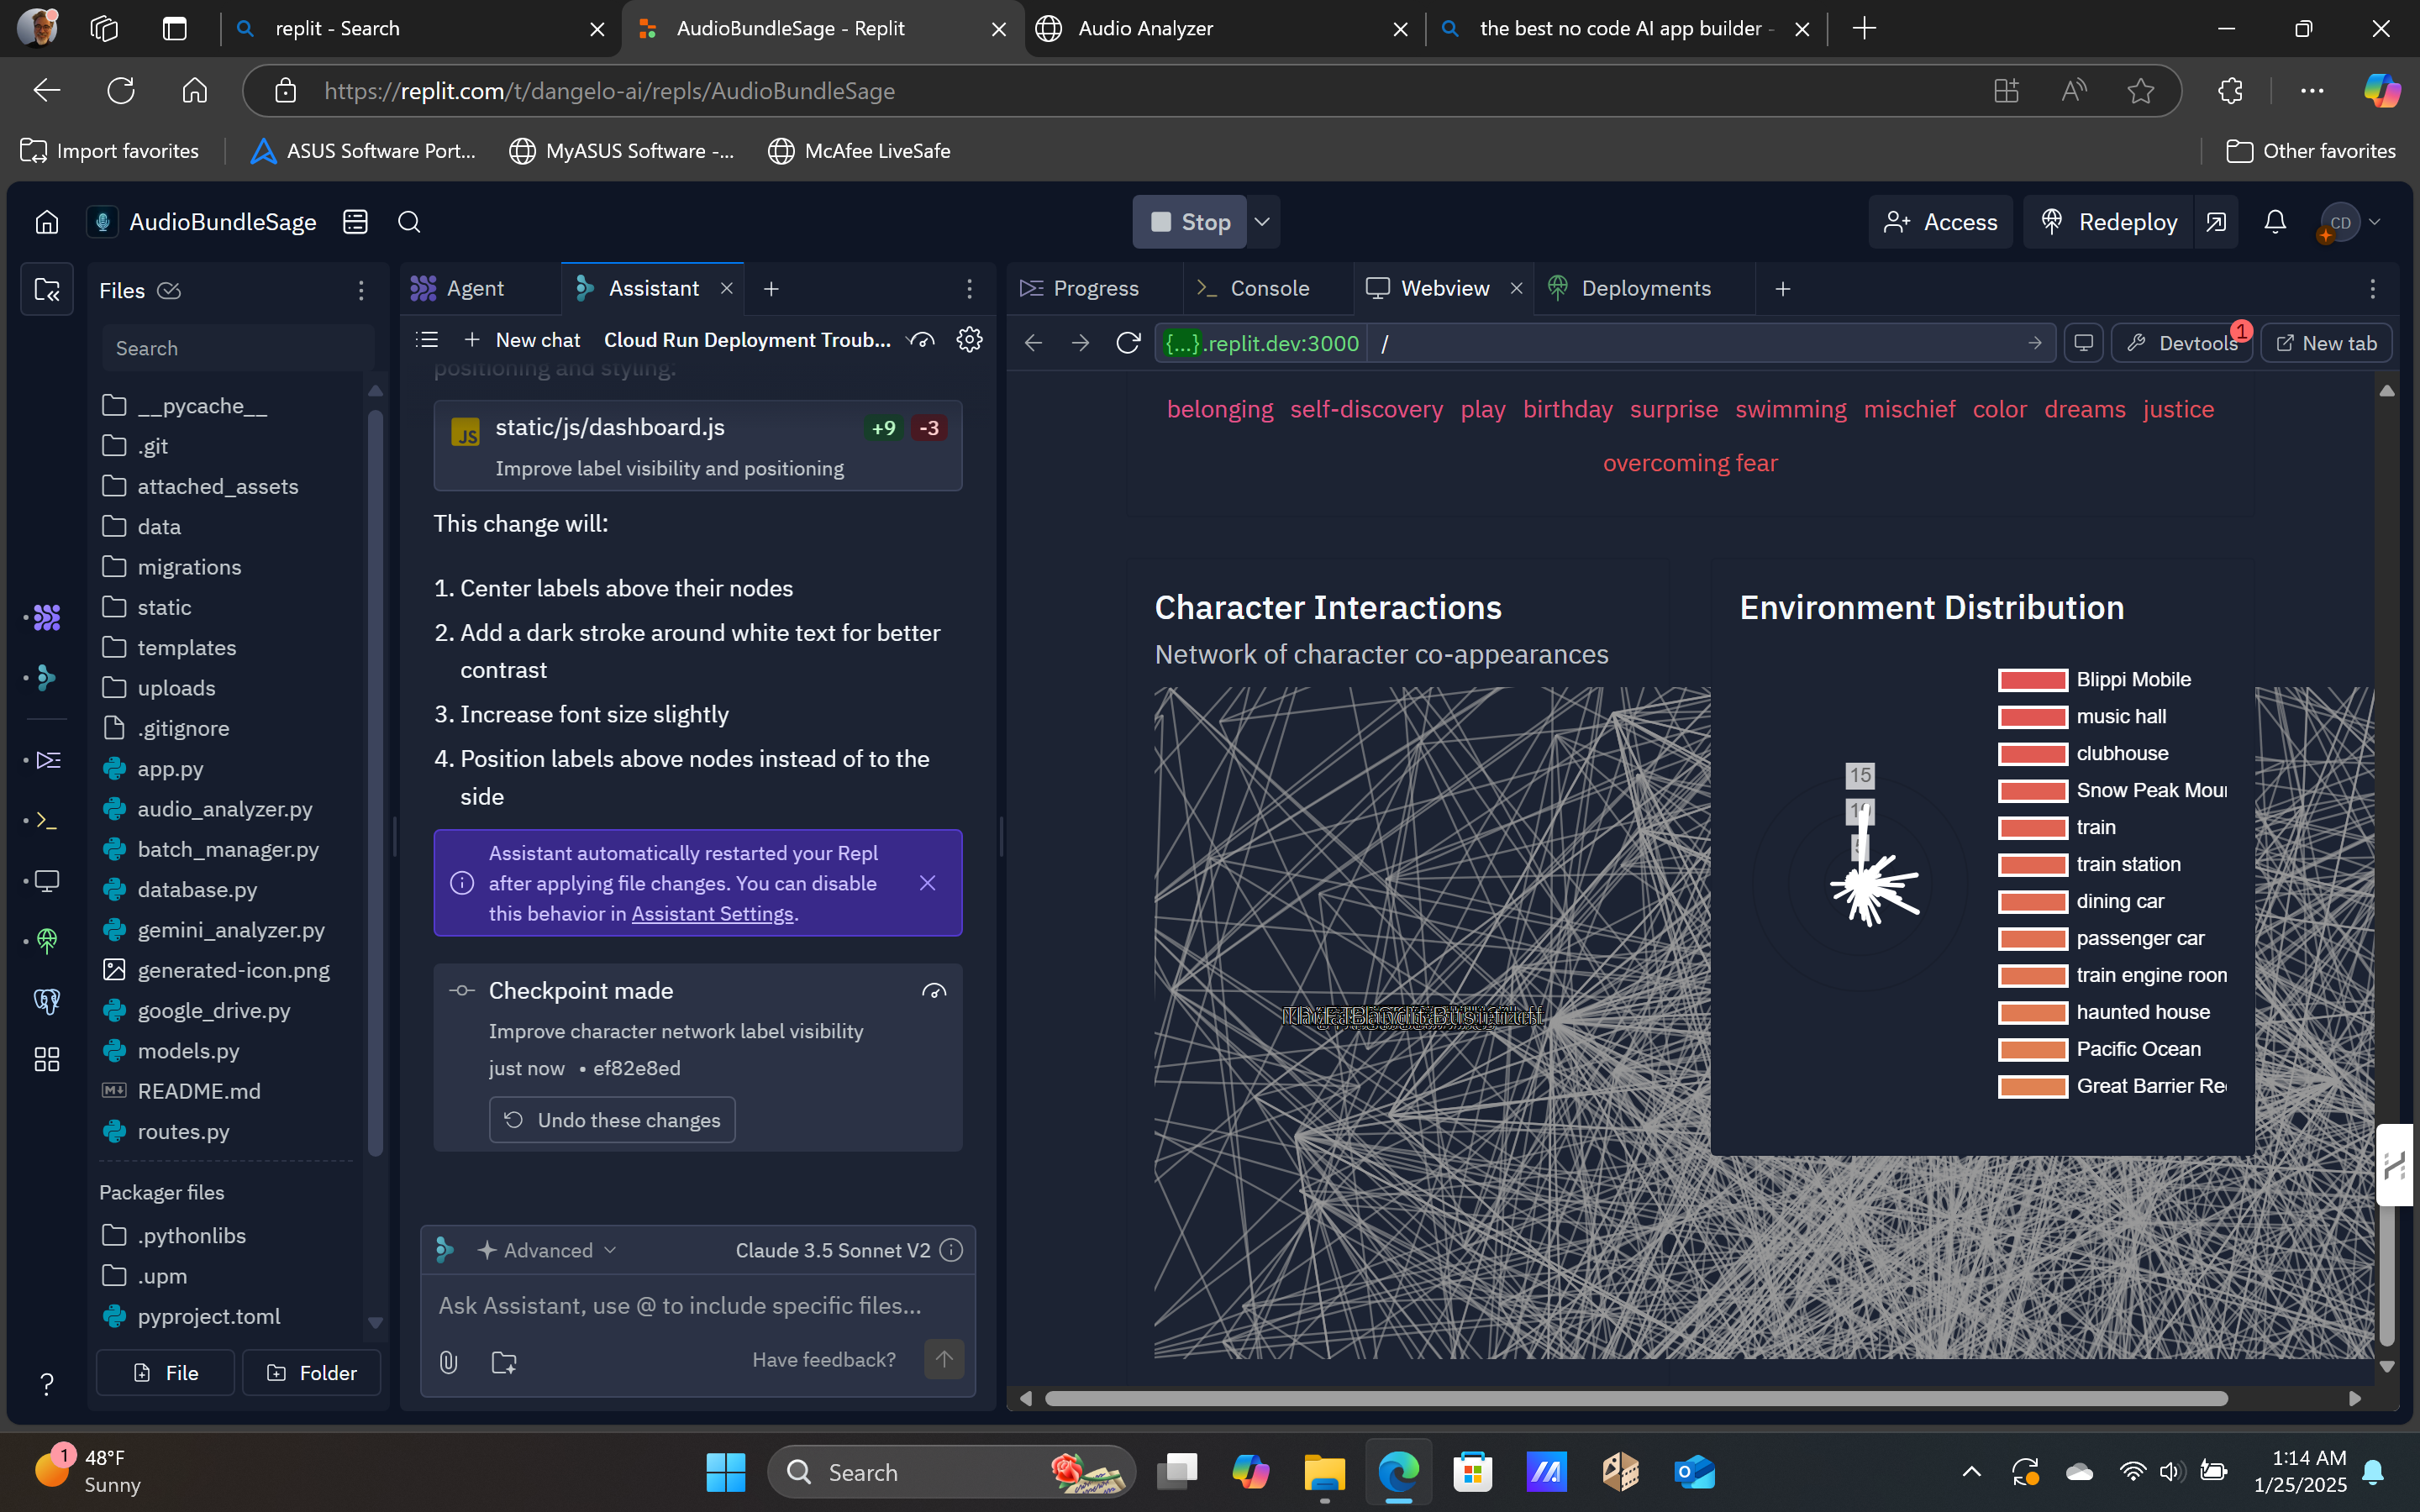 replit - Search
AudioBundleSage - Replit
Audio Analyzer
the best no code AI app builder -
https://replit.com/t/dangelo-ai/repls/AudioBundleSage
Import favorites
ASUS Software Port...
MyASUS Software -...
McAfee LiveSafe
Other favorites
AudioBundleSage
Stop
Access
Redeploy
CD
Files
Search
__pycache__
.git
attached_assets
data
migrations
static
templates
uploads
.gitignore
app.py
audio_analyzer.py
batch_manager.py
database.py
gemini_analyzer.py
generated-icon.png
google_drive.py
models.py
README.md
routes.py
Packager files
.pythonlibs
.upm
pyproject.toml
File
Folder
Agent
Assistant
New chat
Cloud Run Deployment Troub...
positioning and styling:
JS
static/js/dashboard.js
+9
-3
Improve label visibility and positioning
This change will:
1. Center labels above their nodes
2. Add a dark stroke around white text for better
contrast
3. Increase font size slightly
4. Position labels above nodes instead of to the
side
Assistant automatically restarted your Repl
after applying file changes. You can disable
this behavior in Assistant Settings.
Checkpoint made
Improve character network label visibility
just now • ef82e8ed
Undo these changes
Advanced
Claude 3.5 Sonnet V2
Ask Assistant, use @ to include specific files...
Have feedback?
Progress
Console
Webview
Deployments
{...}.replit.dev:3000
/
Devtools
1
New tab
belonging self-discovery play birthday surprise swimming mischief color dreams justice
overcoming fear
Character Interactions
Network of character co-appearances
Environment Distribution
15
Blippi Mobile
music hall
clubhouse
Snow Peak Mou
train
train station
dining car
passenger car
train engine room
haunted house
Pacific Ocean
Great Barrier Re
1
48°F
Sunny
Search
1:14 AM
1/25/2025